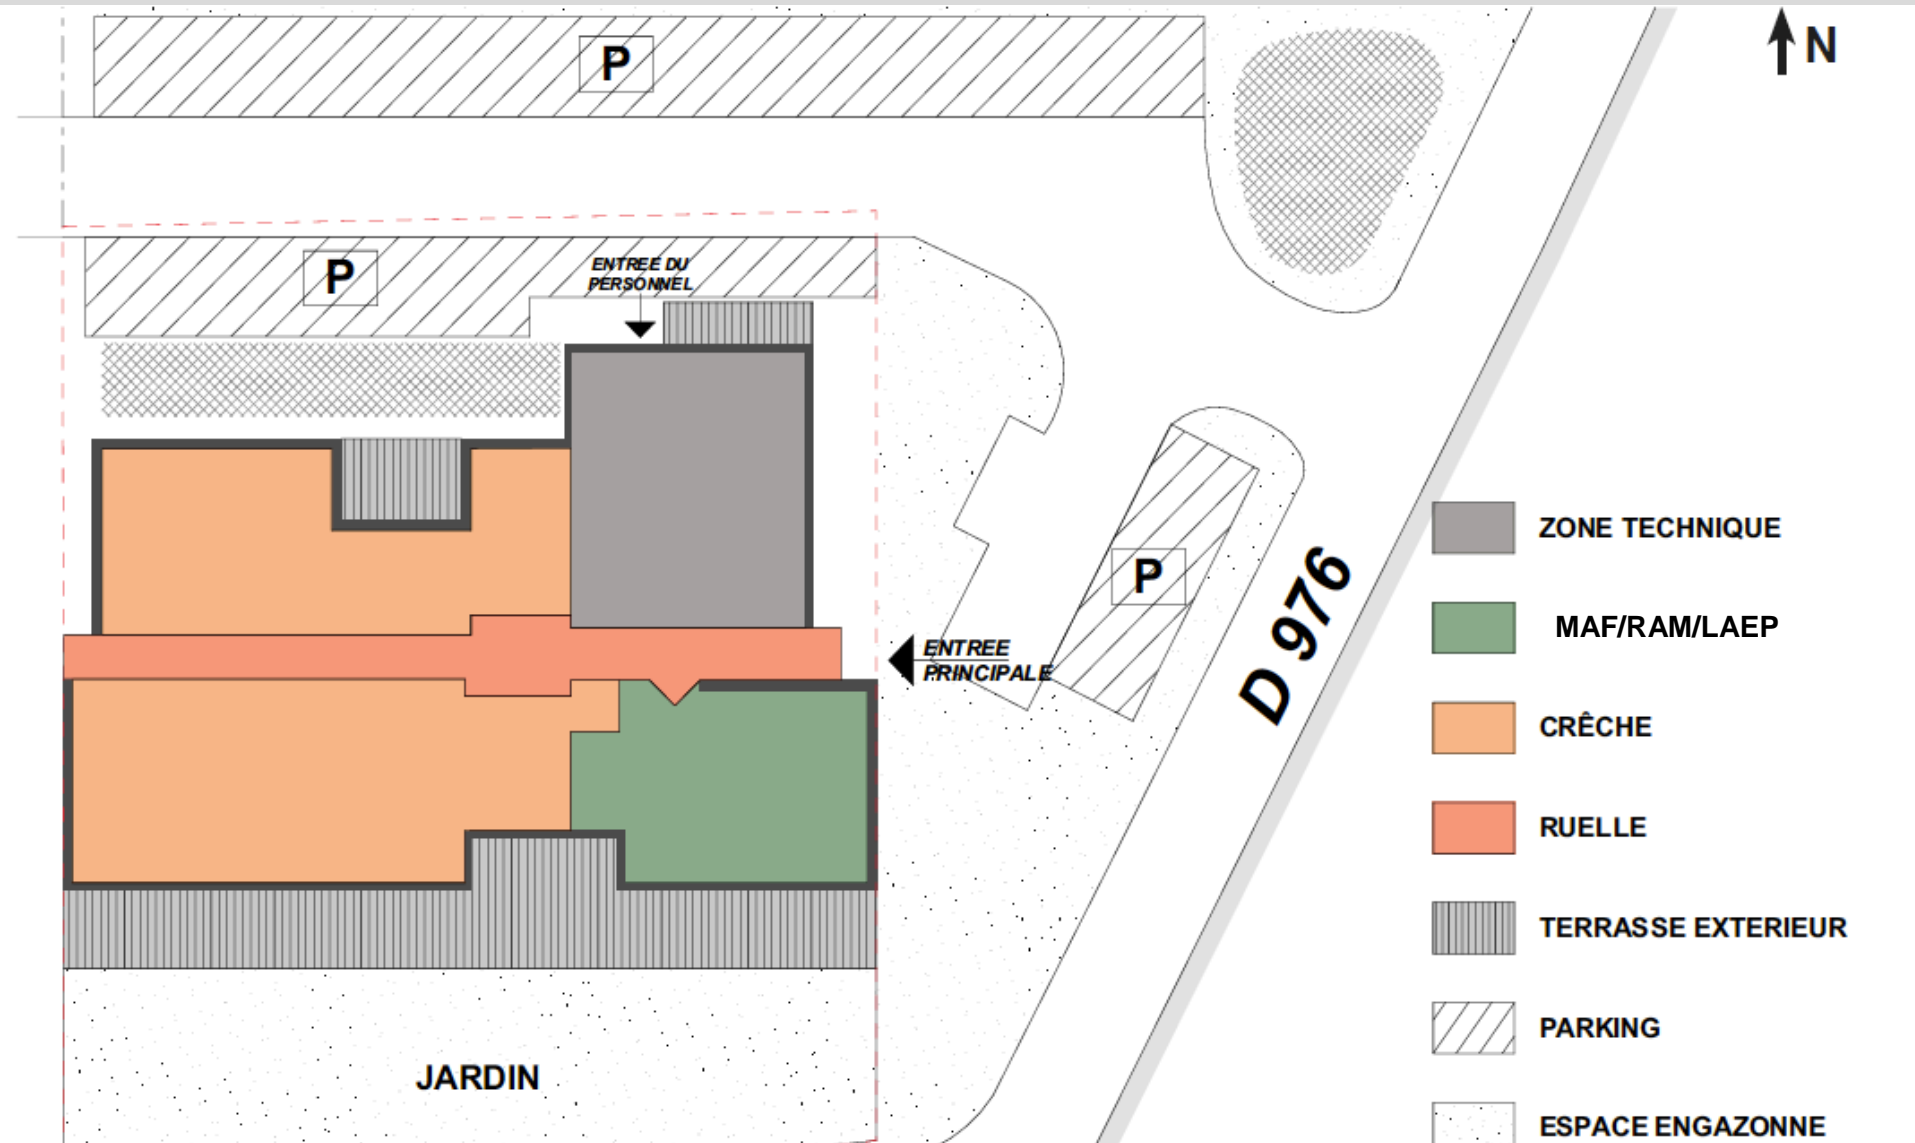 P
N
P
ENTREE DU
PERSONNEL
P
D 976
ENTREE
PRINCIPALE
JARDIN
ZONE TECHNIQUE
MAF/RAM/LAEP
CRÊCHE
RUELLE
TERRASSE EXTERIEUR
PARKING
ESPACE ENGAZONNE